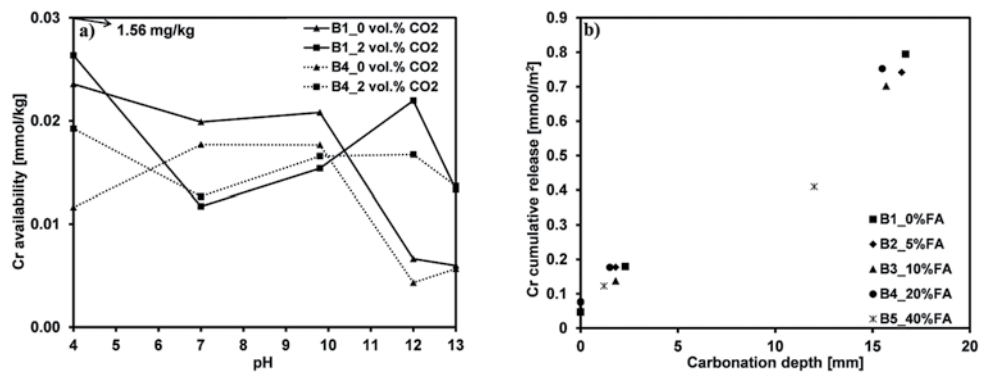 a)
1.56 mg/kg
B1_0 vol.% CO2
B1_2 vol.% CO2
B4_0 vol.% CO2
B4_2 vol.% CO2
Cr availability [mmol/kg]
0.03
0.02
0.01
0.00
4 5 6 7 8 9 10 11 12 13
pH
b)
Cr cumulative release [mmol/m²]
0.9
0.8
0.7
0.6
0.5
0.4
0.3
0.2
0.1
0
B1_0%FA
B2_5%FA
B3_10%FA
B4_20%FA
B5_40%FA
0 5 10 15 20
Carbonation depth [mm]